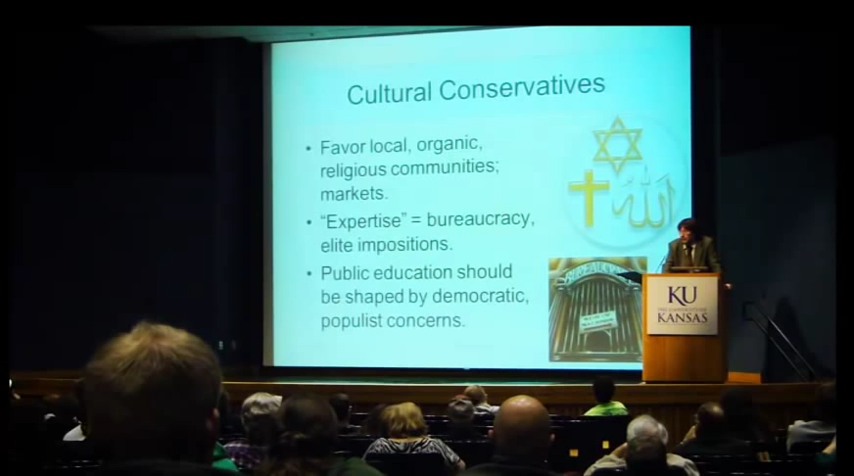 Cultural Conservatives
• Favor local, organic,
religious communities;
markets.
• “Expertise” = bureaucracy,
elite impositions.
• Public education should
be shaped by democratic,
populist concerns.
الله
KU
THE UNIVERSITY OF
KANSAS